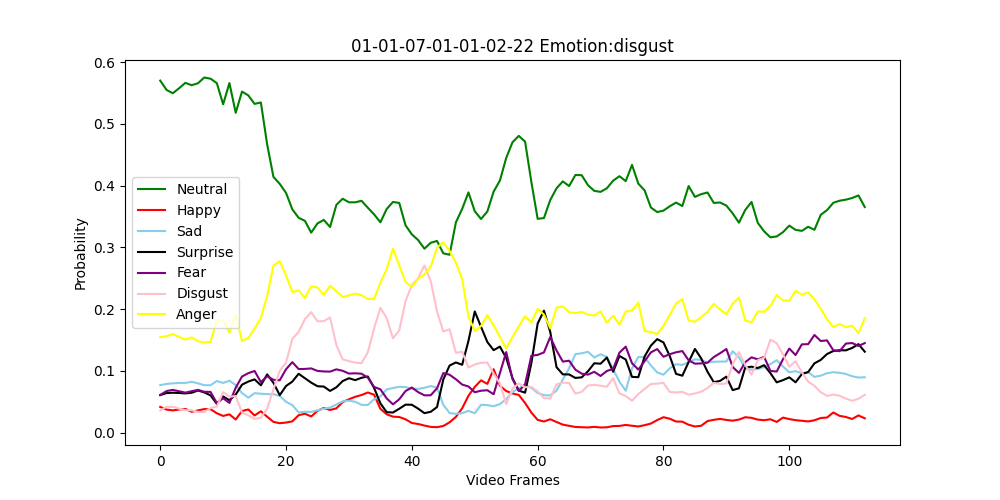 01-01-07-01-01-02-22 Emotion:disgust
Probability
0.6
0.5
0.4
0.3
0.2
0.1
0.0
Neutral
Happy
Sad
Surprise
Fear
Disgust
Anger
0 20 40 60 80 100
Video Frames